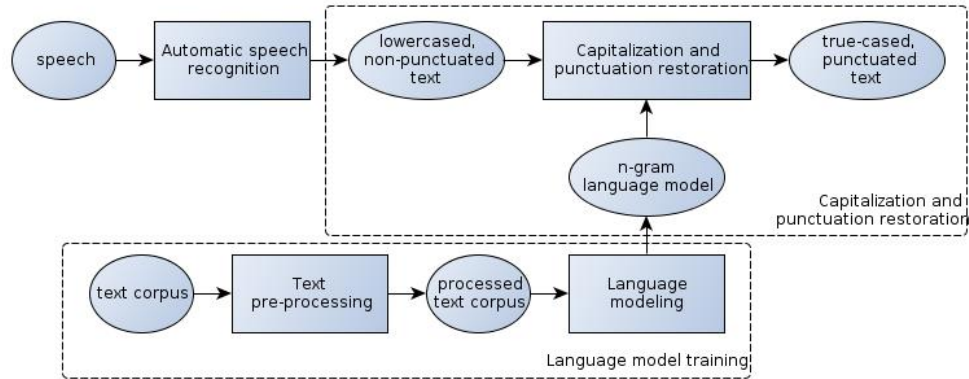 speech
Automatic speech
recognition
lowercased,
non-punctuated
text
Capitalization and
punctuation restoration
true-cased,
punctuated
text
n-gram
language model
Capitalization and
punctuation restoration
text corpus
Text
pre-processing
processed
text corpus
Language
modeling
Language model training